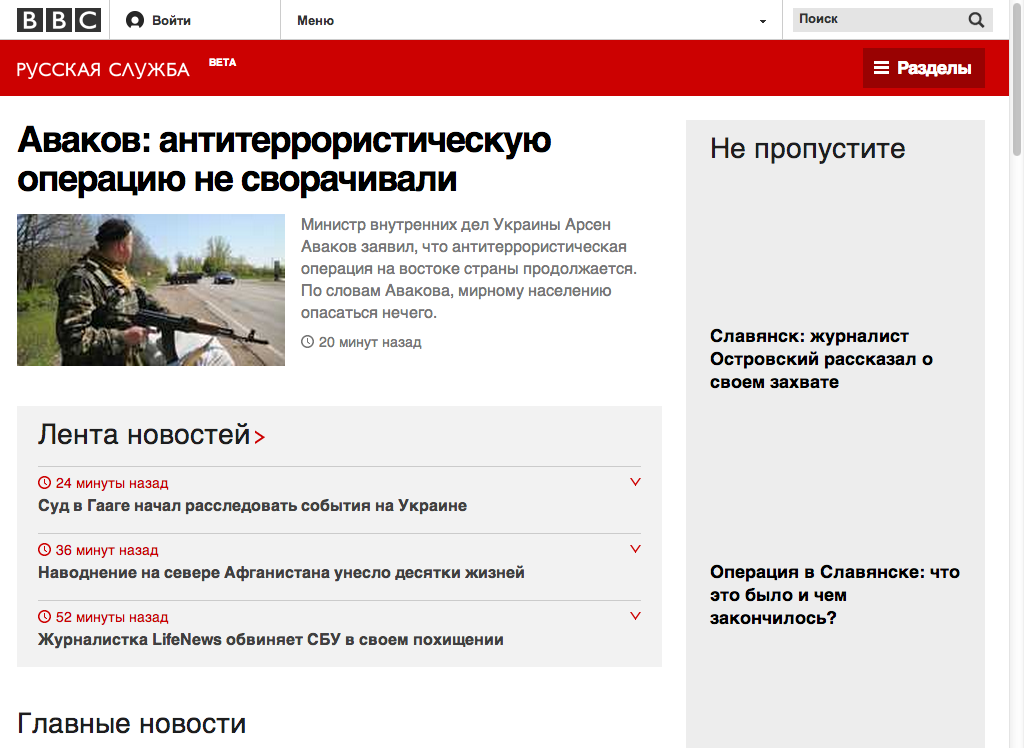 BBC
Войти
Меню
Поиск
РУССКАЯ СЛУЖБА
BETA
Разделы
Аваков: антитеррористическую
операцию не сворачивали
Министр внутренних дел Украины Арсен
Аваков заявил, что антитеррористическая
операция на востоке страны продолжается.
По словам Авакова, мирному населению
опасаться нечего.
20 минут назад
Лента новостей
24 минуты назад
Суд в Гааге начал расследовать события на Украине
36 минут назад
Наводнение на севере Афганистана унесло десятки жизней
52 минуты назад
Журналистка LifeNews обвиняет СБУ в своем похищении
Главные новости
Не пропустите
Славянск: журналист
Островский рассказал о
своем захвате
Операция в Славянске: что
это было и чем
закончилось?